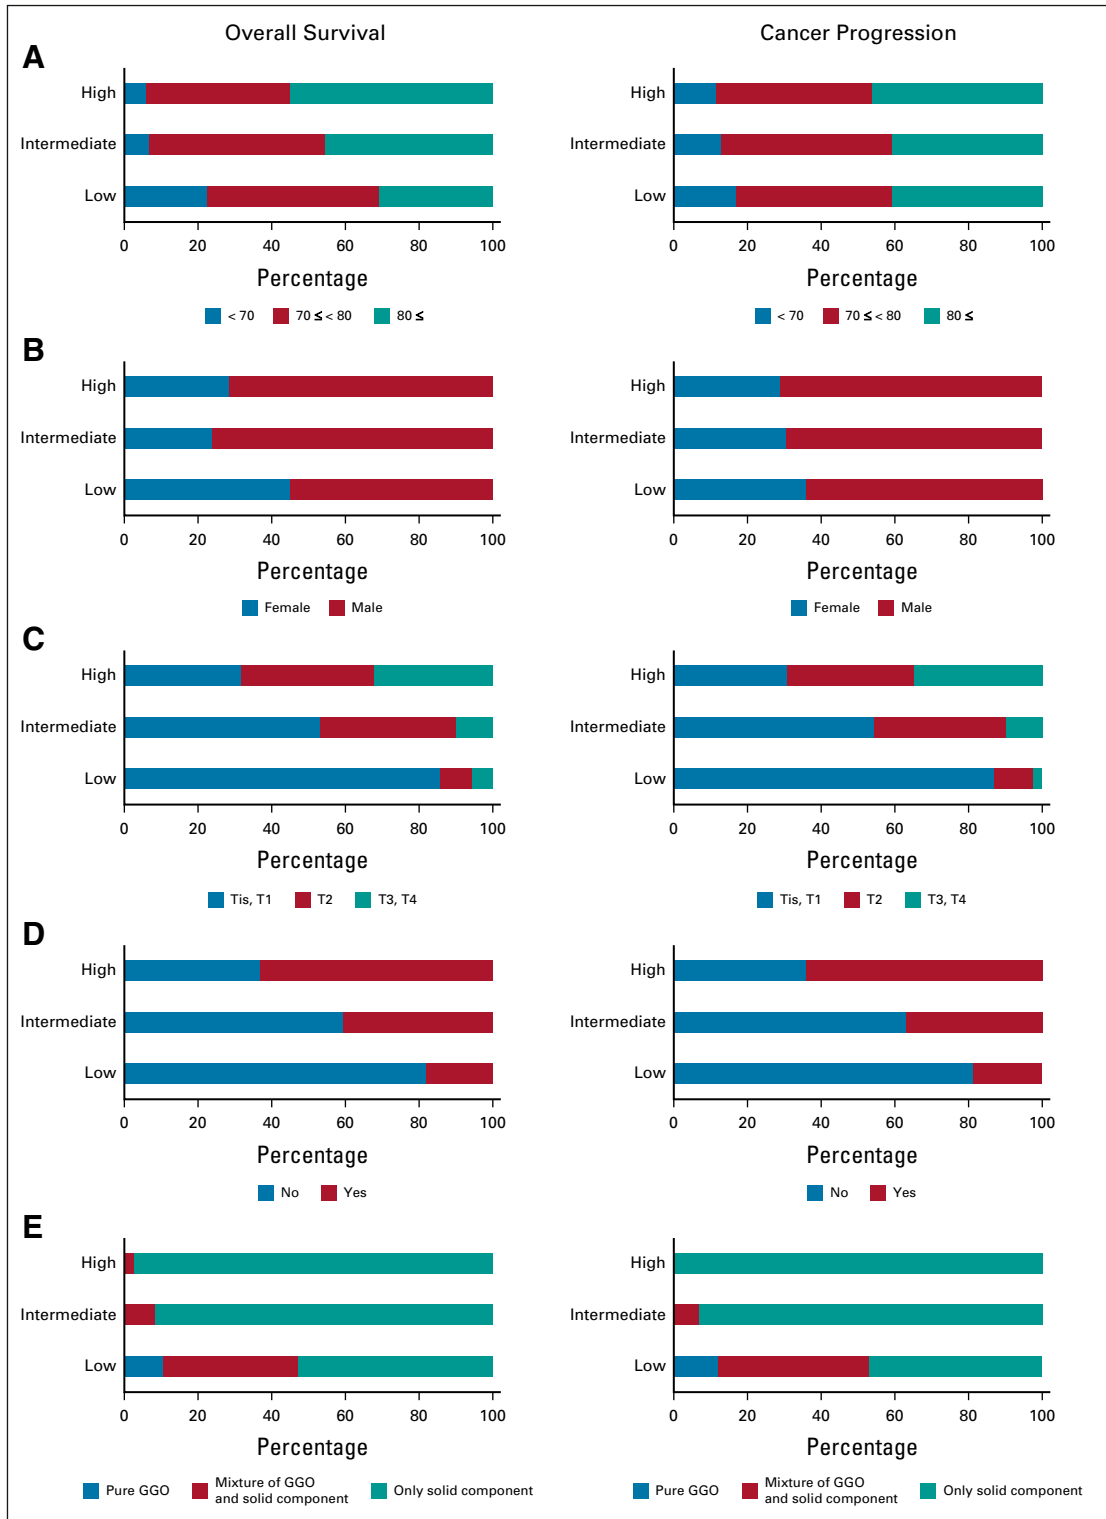 Overall Survival
Cancer Progression
A
High
Intermediate
Low
0 20 40 60 80 100
Percentage
< 70 70 ≤ < 80 80 ≤
High
Intermediate
Low
0 20 40 60 80 100
Percentage
< 70 70 ≤ < 80 80 ≤
B
High
Intermediate
Low
0 20 40 60 80 100
Percentage
Female Male
High
Intermediate
Low
0 20 40 60 80 100
Percentage
Female Male
C
High
Intermediate
Low
0 20 40 60 80 100
Percentage
Tis, T1 T2 T3, T4
High
Intermediate
Low
0 20 40 60 80 100
Percentage
Tis, T1 T2 T3, T4
D
High
Intermediate
Low
0 20 40 60 80 100
Percentage
No Yes
High
Intermediate
Low
0 20 40 60 80 100
Percentage
No Yes
E
High
Intermediate
Low
0 20 40 60 80 100
Percentage
Pure GGO
Mixture of GGO
and solid component
Only solid component
High
Intermediate
Low
0 20 40 60 80 100
Percentage
Pure GGO
Mixture of GGO
and solid component
Only solid component